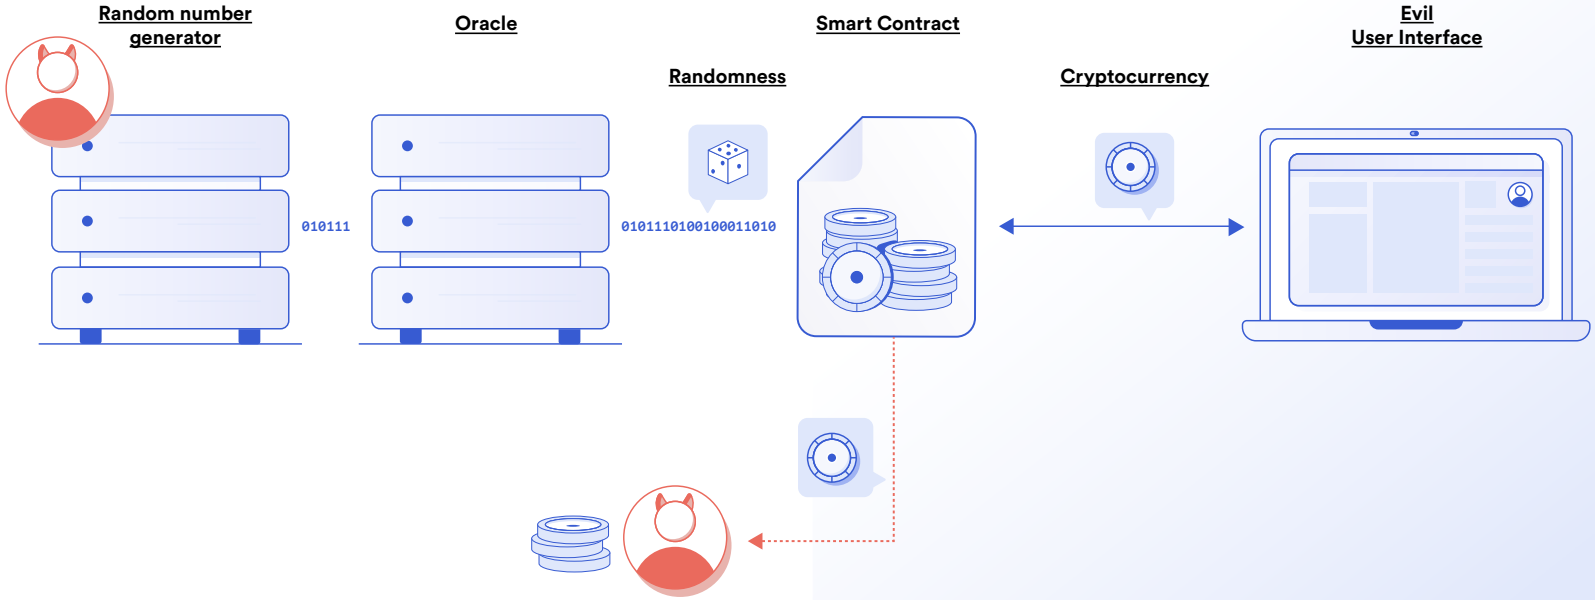 Random number
generator
Oracle
Smart Contract
Evil
User Interface
Randomness
Cryptocurrency
010111
0101110100100011010